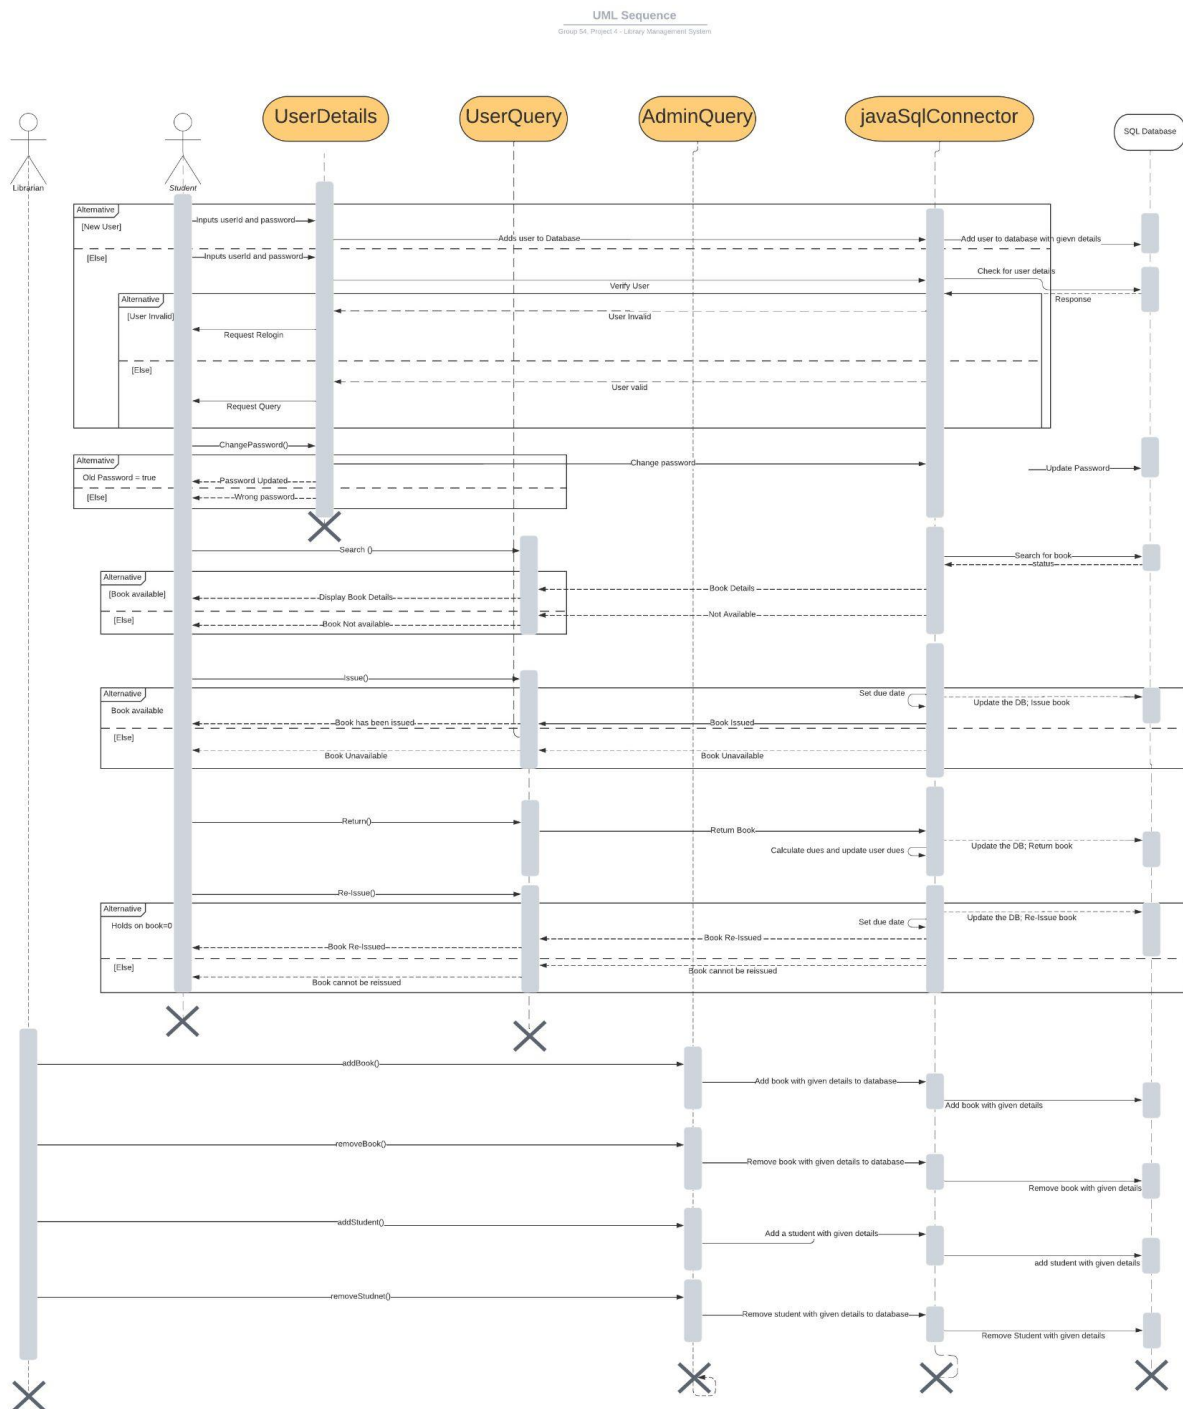 UML Sequence
Group 54, Project 4 - Library Management System
UserDetails
UserQuery
AdminQuery
javaSqlConnector
SQL Database
Librarian
Student
Alternative
[New User]
Inputs userId and password
Adds user to Database
Add user to database with gievn details
[Else]
Inputs userId and password
Check for user details
Verify User
Alternative
Response
[User Invalid]
User Invalid
Request Relogin
[Else]
User valid
Request Query
ChangePassword()
Alternative
Change password
Update Password
Old Password = true
Password Updated
[Else]
Wrong password
Search ()
Search for book
status
Alternative
[Book available]
Book Details
Display Book Details
[Else]
Not Available
Book Not available
Issue()
Alternative
Set due date
Update the DB; Issue book
Book available
Book has been issued
Book Issued
[Else]
Book Unavailable
Book Unavailable
Return()
Return Book
Calculate dues and update user dues
Update the DB; Return book
Re-Issue()
Alternative
Holds on book=0
Set due date
Update the DB; Re-Issue book
Book Re-Issued
Book Re-Issued
[Else]
Book cannot be reissued
Book cannot be reissued
addBook()
Add book with given details to database
Add book with given details
removeBook()
Remove book with given details to database
Remove book with given details
addStudent()
Add a student with given details
add student with given details
removeStudnet()
Remove student with given details to database
Remove Student with given details